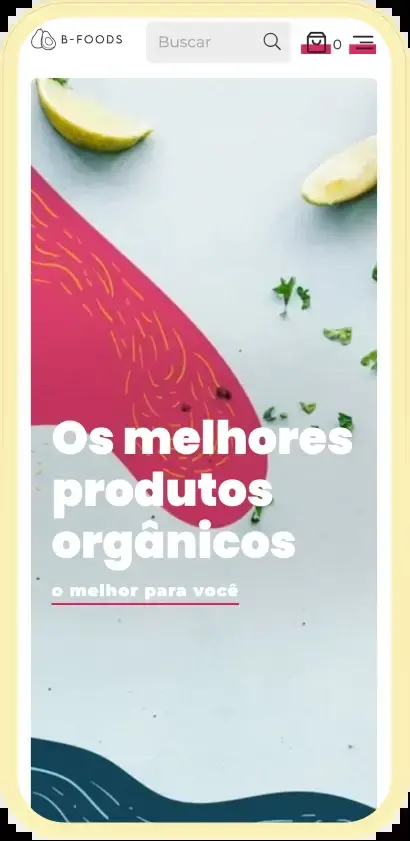 B-FOODS
Buscar
0
Os melhores
produtos
orgânicos
o melhor para você